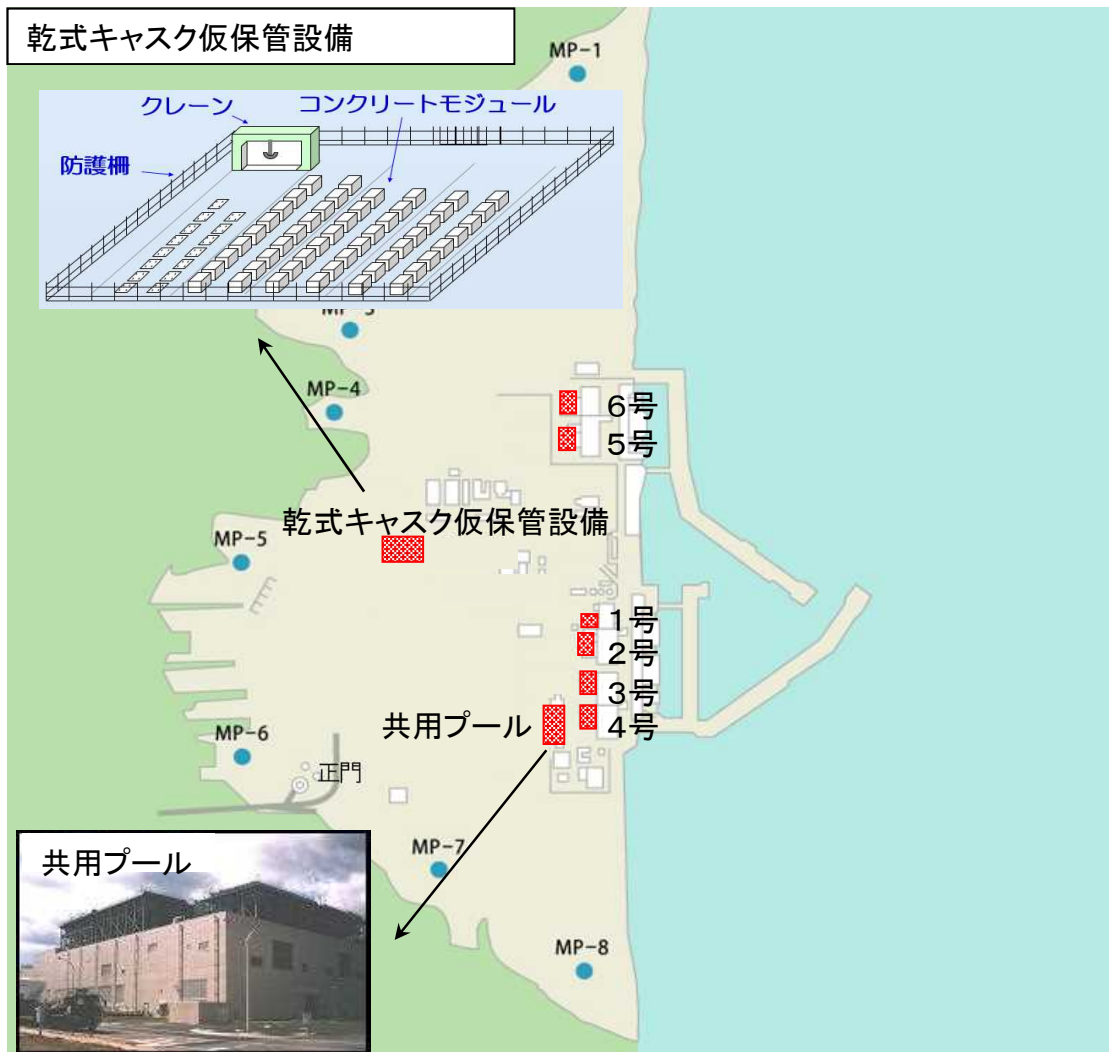 乾式キャスク仮保管設備
MP-1
クレーン
コンクリートモジュール
防護柵
MP-4
6号
5号
乾式キャスク仮保管設備
MP-5
1号
2号
3号
共用プール
4号
MP-6
正門
共用プール
MP-7
MP-8